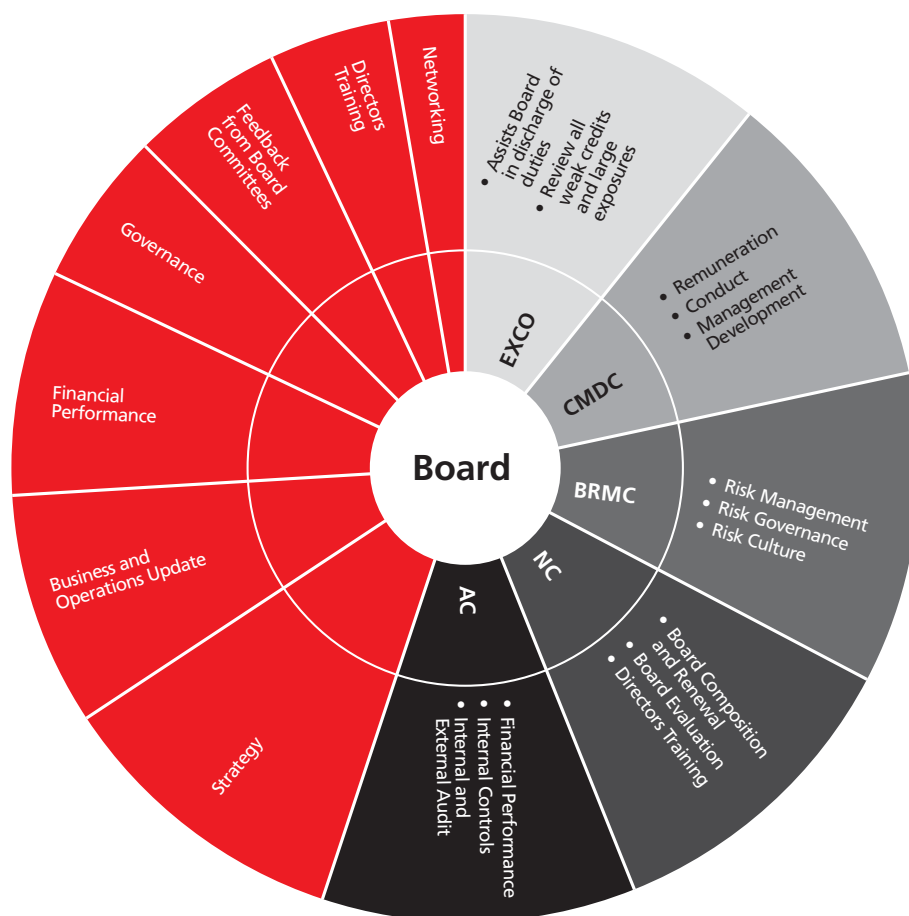 Board
EXCO
• Assists Board
in discharge of
duties
• Review all
weak credits
and large
exposures
CMDC
• Remuneration
• Conduct
• Management
Development
BRMC
• Risk Management
• Risk Governance
• Risk Culture
NC
• Board Composition
and Renewal
• Board Evaluation
• Directors Training
AC
• Financial Performance
• Internal Controls
• Internal and
External Audit
Strategy
Business and
Operations Update
Financial
Performance
Governance
Feedback
from Board
Committees
Directors
Training
Networking